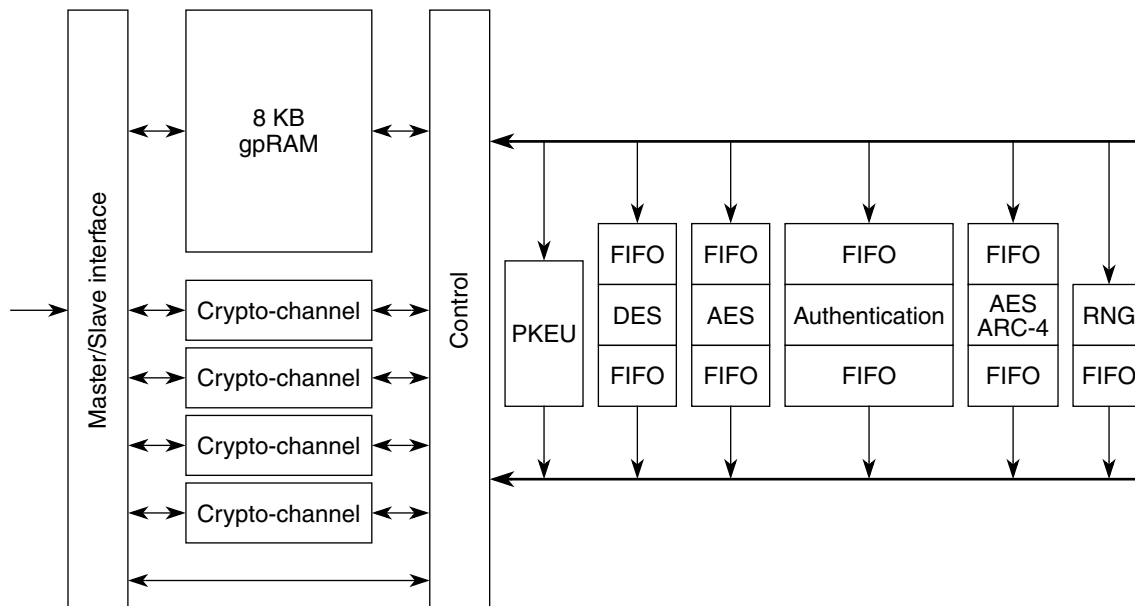 Master/Slave interface
8 KB
gpRAM
Crypto-channel
Crypto-channel
Crypto-channel
Crypto-channel
Control
PKEU
FIFO
DES
FIFO
FIFO
AES
FIFO
FIFO
Authentication
FIFO
FIFO
AES
ARC-4
FIFO
RNG
FIFO